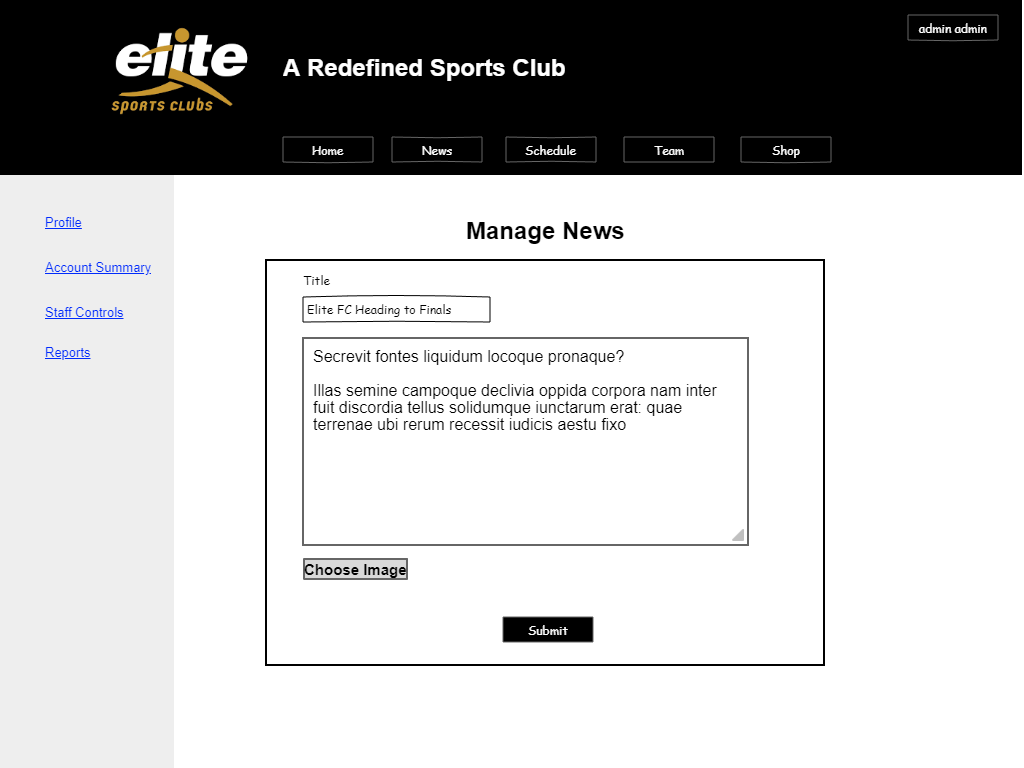 admin admin
elite
SPORTS CLUBS
A Redefined Sports Club
Home News Schedule Team Shop
Profile
Account Summary
Staff Controls
Reports
Manage News
Title
Elite FC Heading to Finals
Secrevit fontes liquidum locoque pronaque?
Illas semine campoque declivia oppida corpora nam inter
fuit discordia tellus solidumque iunctarum erat: quae
terrenae ubi rerum recessit iudicis aestu fixo
Choose Image
Submit